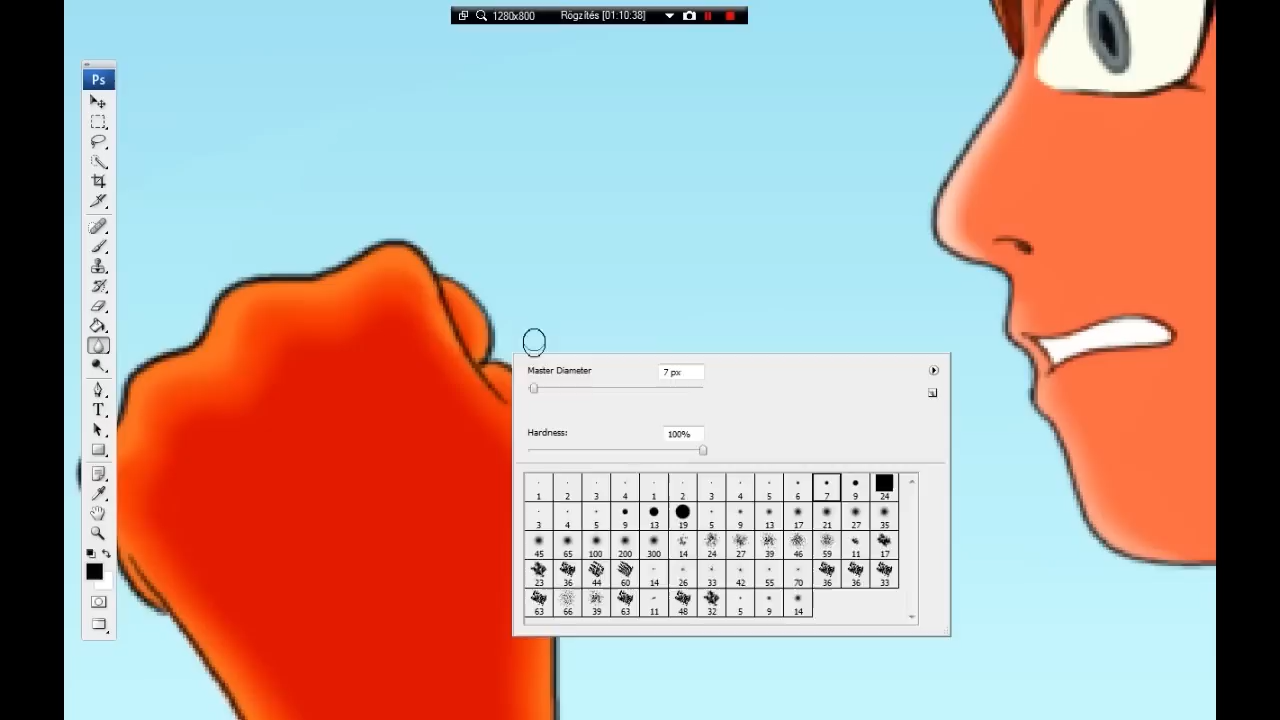 1280x800 Rögzítés [01:10:38]
Ps
T
Master Diameter 7 px
Hardness: 100%
1 2 3 4 1 2 3 4 5 6 7 9 24
3 4 5 9 13 19 5 9 13 17 21 27 35
45 65 100 200 300 14 24 27 39 46 59 11 17
23 36 44 60 14 26 33 42 55 70 36 36 33
63 66 39 63 11 48 32 5 9 14